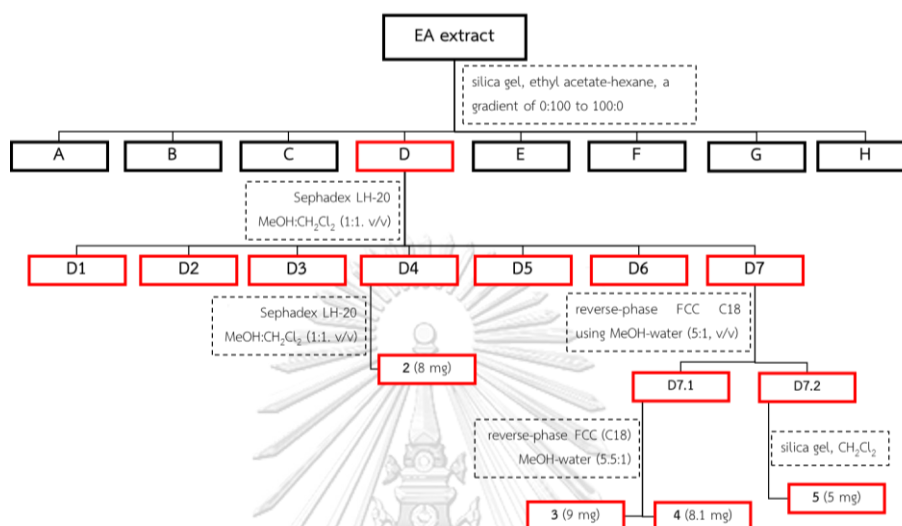 EA extract
silica gel, ethyl acetate-hexane, a
gradient of 0:100 to 100:0
A B C D E F G H
Sephadex LH-20
MeOH:CH₂Cl₂ (1:1. v/v)
D1 D2 D3 D4 D5 D6 D7
Sephadex LH-20
MeOH:CH₂Cl₂ (1:1. v/v)
reverse-phase FCC C18
using MeOH-water (5:1, v/v)
2 (8 mg)
D7.1 D7.2
reverse-phase FCC (C18)
MeOH-water (5.5:1)
silica gel, CH₂Cl₂
3 (9 mg) 4 (8.1 mg) 5 (5 mg)